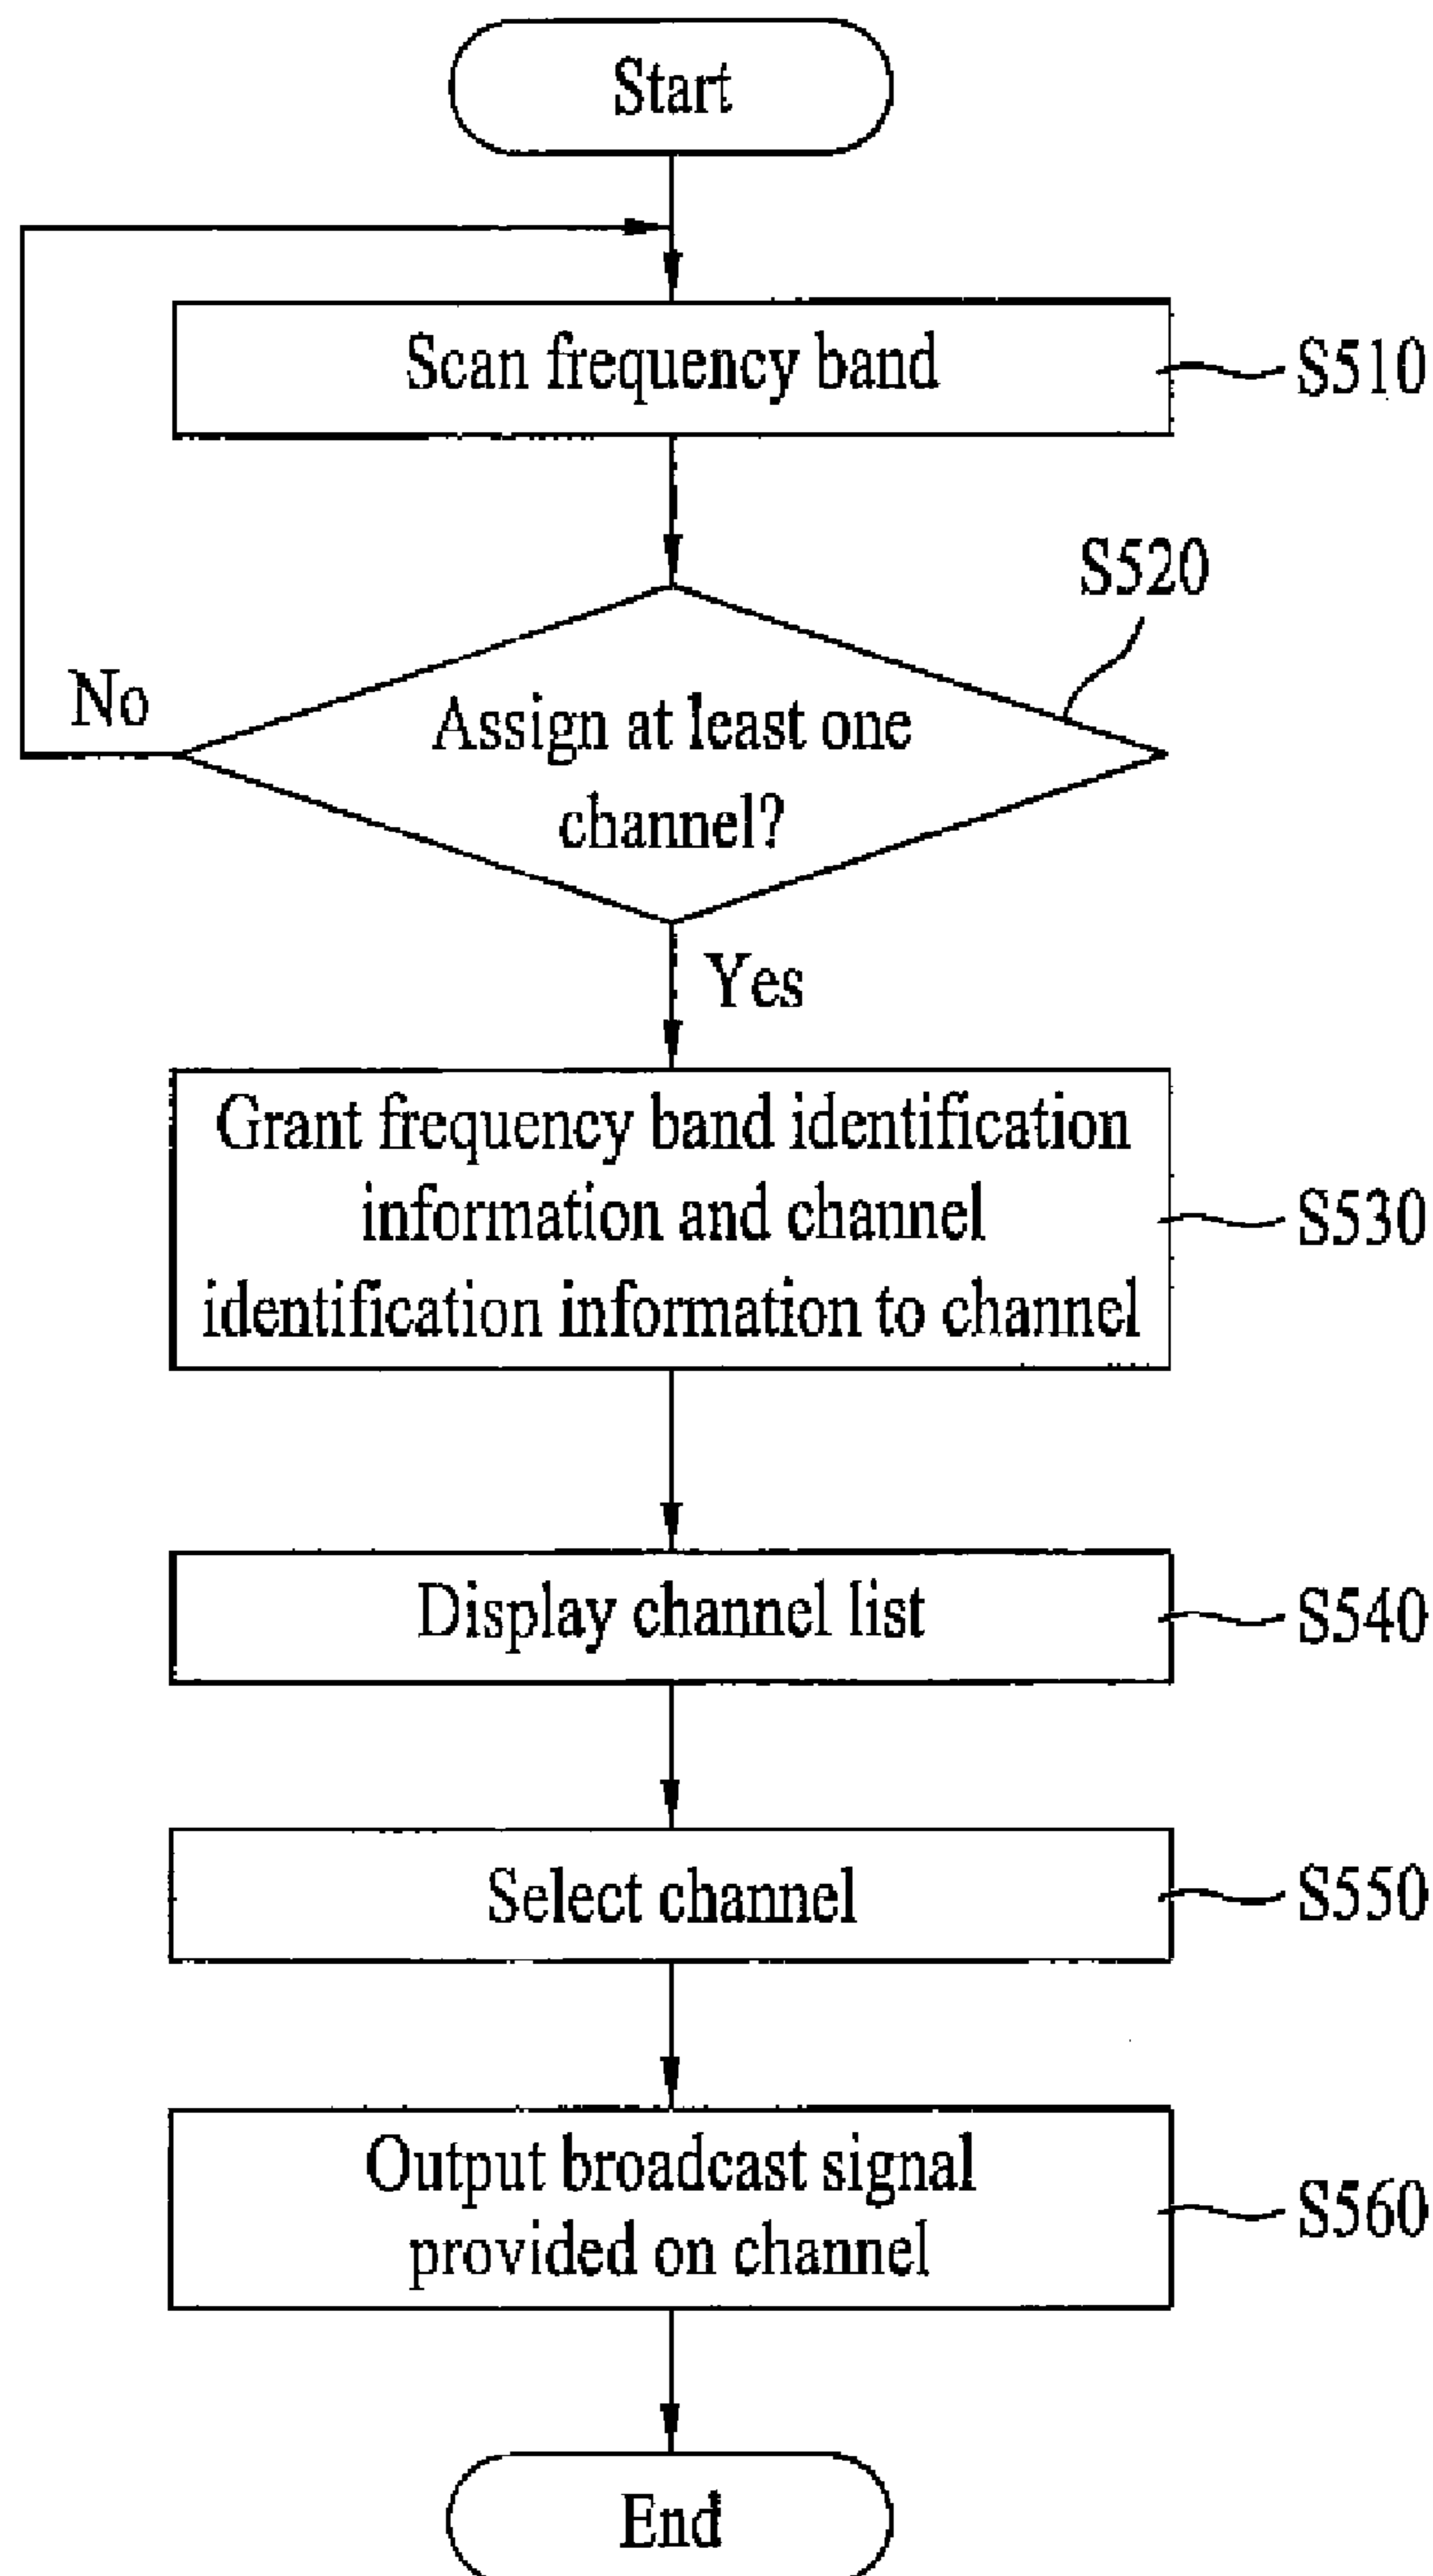 Start
Scan frequency band
S510
S520
No
Assign at least one
channel?
Yes
Grant frequency band identification
information and channel
identification information to channel
S530
Display channel list
S540
Select channel
S550
Output broadcast signal
provided on channel
S560
End